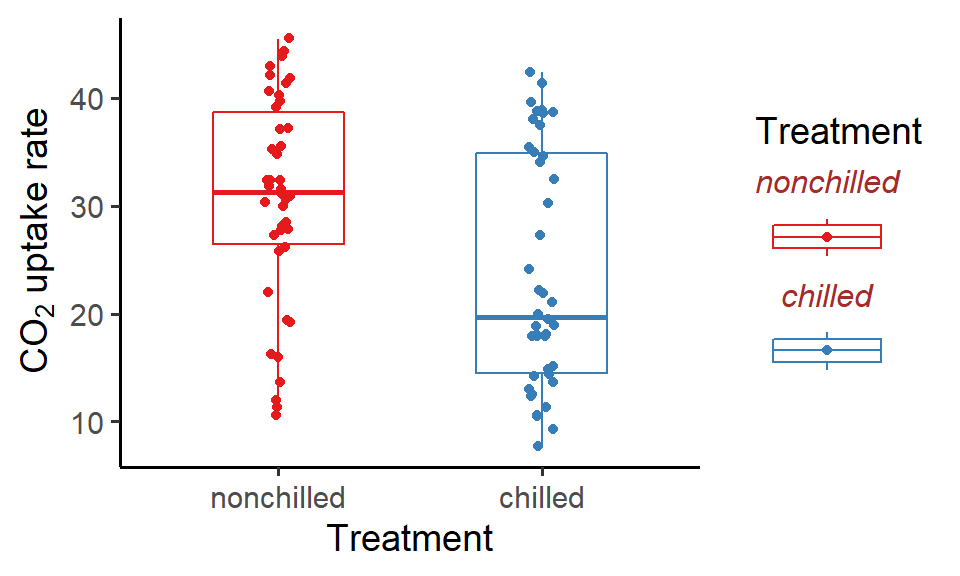 CO₂ uptake rate
40
30
20
10
nonchilled
chilled
Treatment
Treatment
nonchilled
chilled